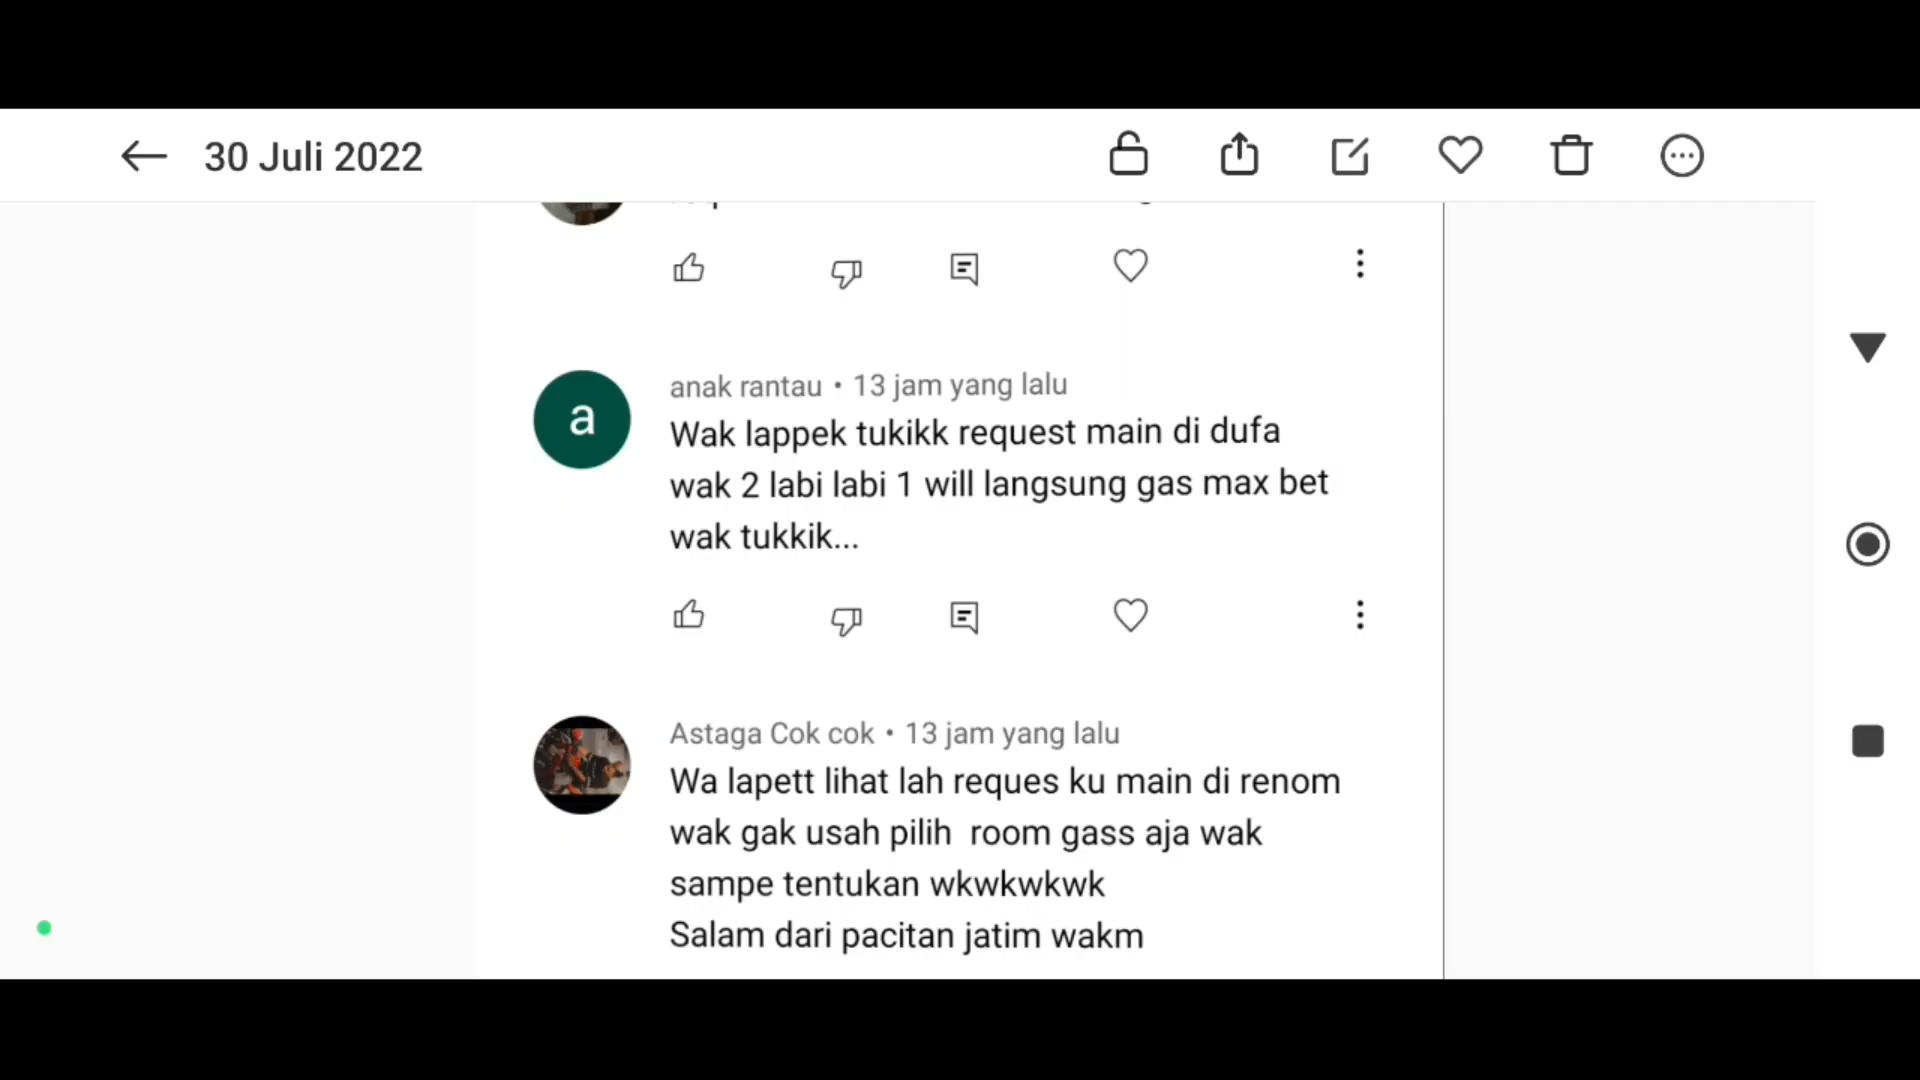 30 Juli 2022
anak rantau • 13 jam yang lalu
Wak lappek tukikk request main di dufa
wak 2 labi labi 1 will langsung gas max bet
wak tukkik...
a
Astaga Cok cok • 13 jam yang lalu
Wa lapett lihat lah reques ku main di renom
wak gak usah pilih  room gass aja wak
sampe tentukan wkwkwkwk
Salam dari pacitan jatim wakm